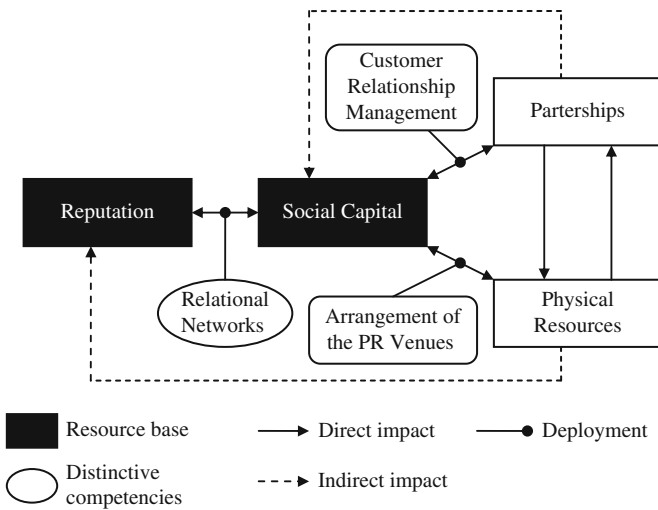 Customer
Relationship
Management
Parterships
Reputation
Social Capital
Relational
Networks
Arrangement of
the PR Venues
Physical
Resources
Resource base
Direct impact
Deployment
Distinctive
competencies
Indirect impact